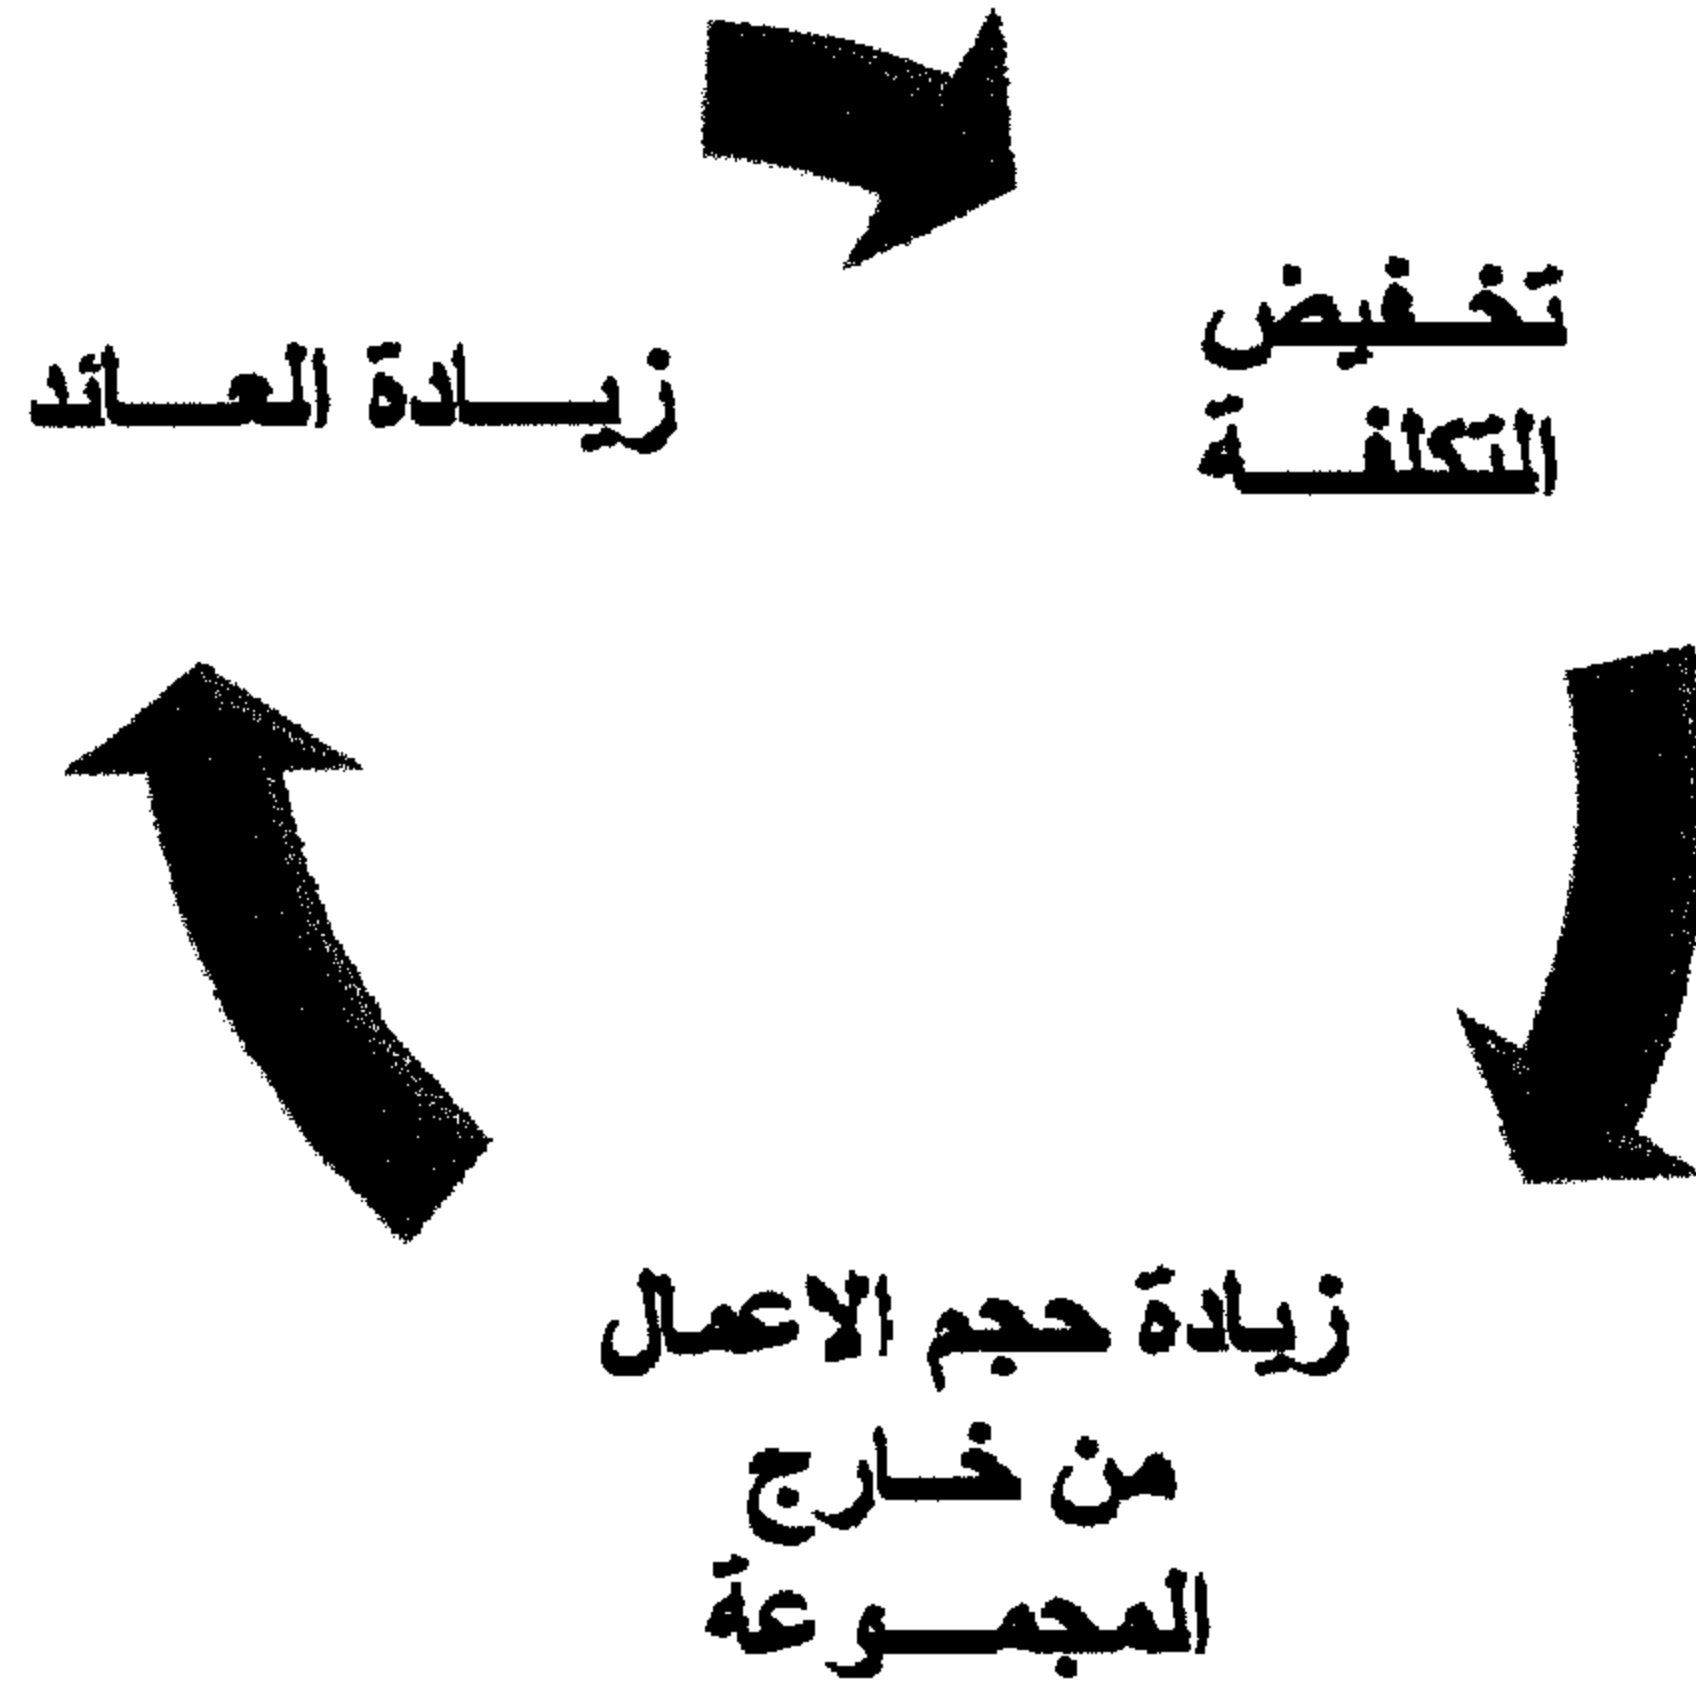 تخفيض
التكلفة
زيادة العائد
زيادة حجم الاعمال
من خارج
المجموعة